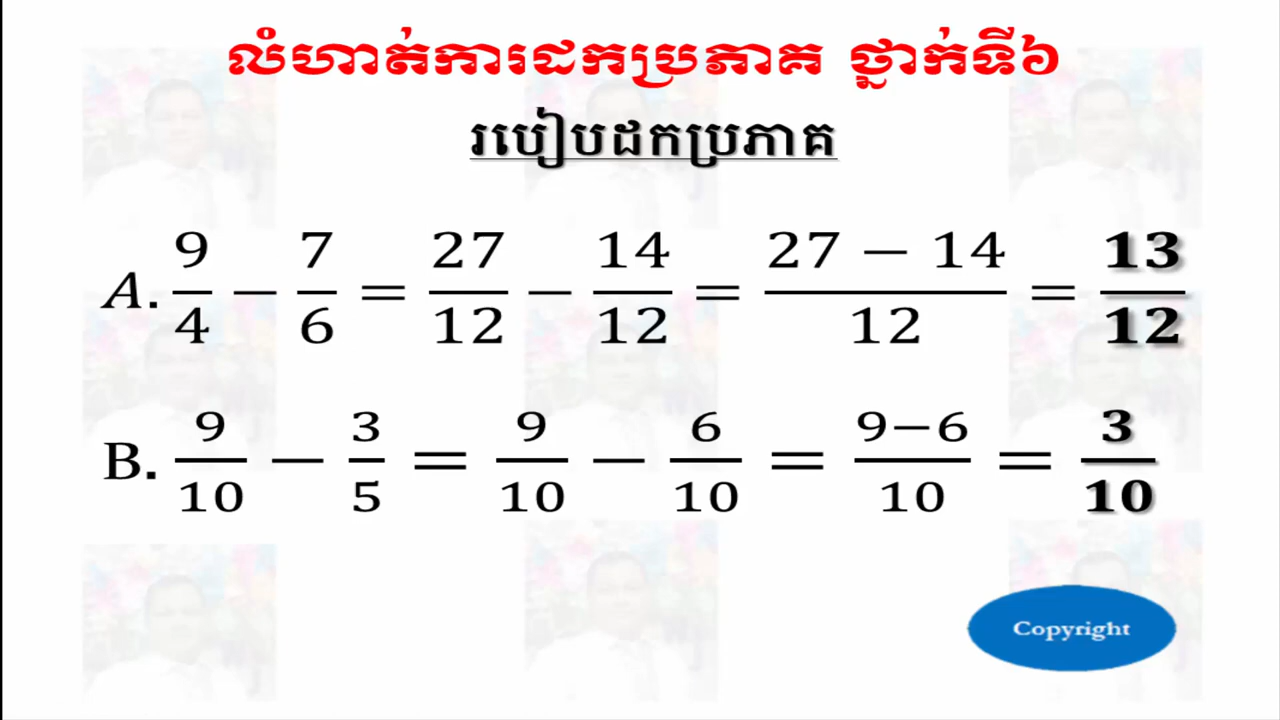 លំហាត់ការដកប្រភាគ ថ្នាក់ទី៦
របៀបដកប្រភាគ
A. 9/4 − 7/6 = 27/12 − 14/12 = (27 − 14)/12 = 13/12
B. 9/10 − 3/5 = 9/10 − 6/10 = (9−6)/10 = 3/10
Copyright